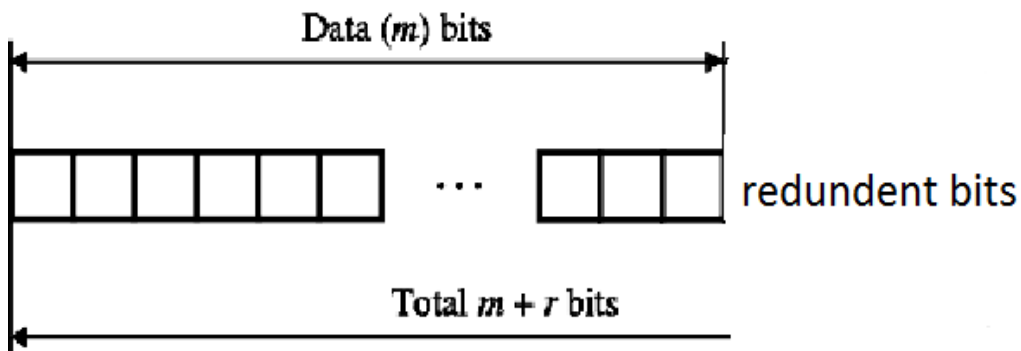 Data (m) bits
...
redundent bits
Total m + r bits